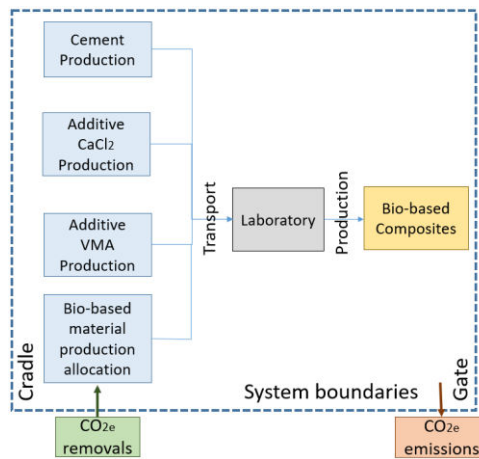 Cement
Production
Additive
CaCl₂
Production
Additive
VMA
Production
Bio-based
material
production
allocation
Transport
Laboratory
Production
Bio-based
Composites
Cradle
System boundaries
Gate
CO₂e
removals
CO₂e
emissions